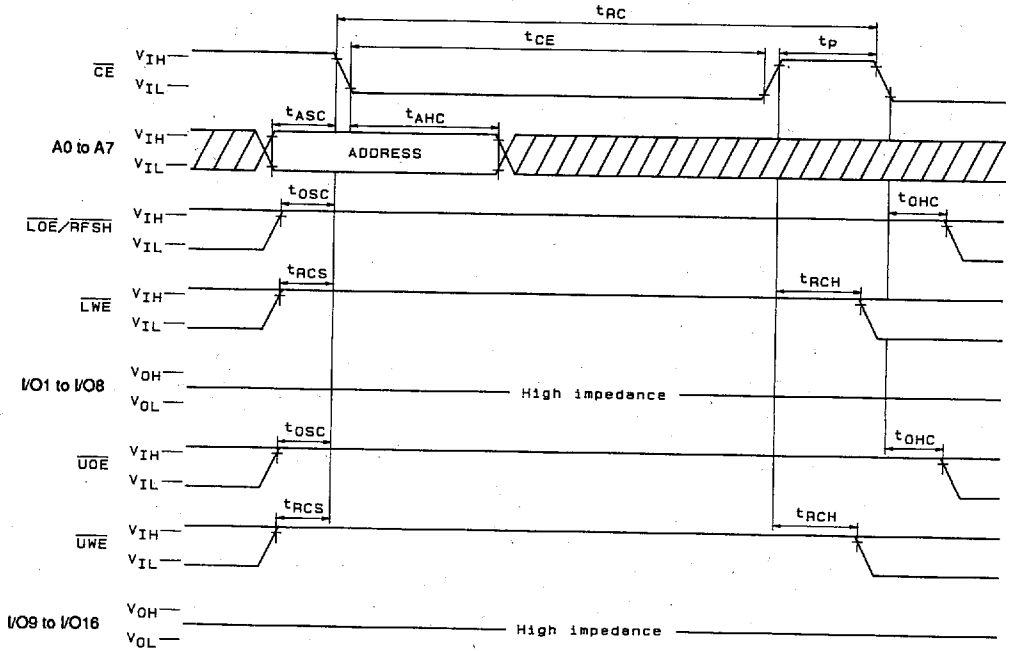 tRC
tCE
tP
CE
VIH
VIL
tASC
tAHC
A0 to A7
VIH
VIL
ADDRESS
tOSC
tOHC
LOE/RFSH
VIH
VIL
tRCS
tRCH
LWE
VIH
VIL
I/O1 to I/O8
VOH
VOL
High impedance
tOSC
tOHC
UOE
VIH
VIL
tRCS
tRCH
UWE
VIH
VIL
I/O9 to I/O16
VOH
VOL
High impedance